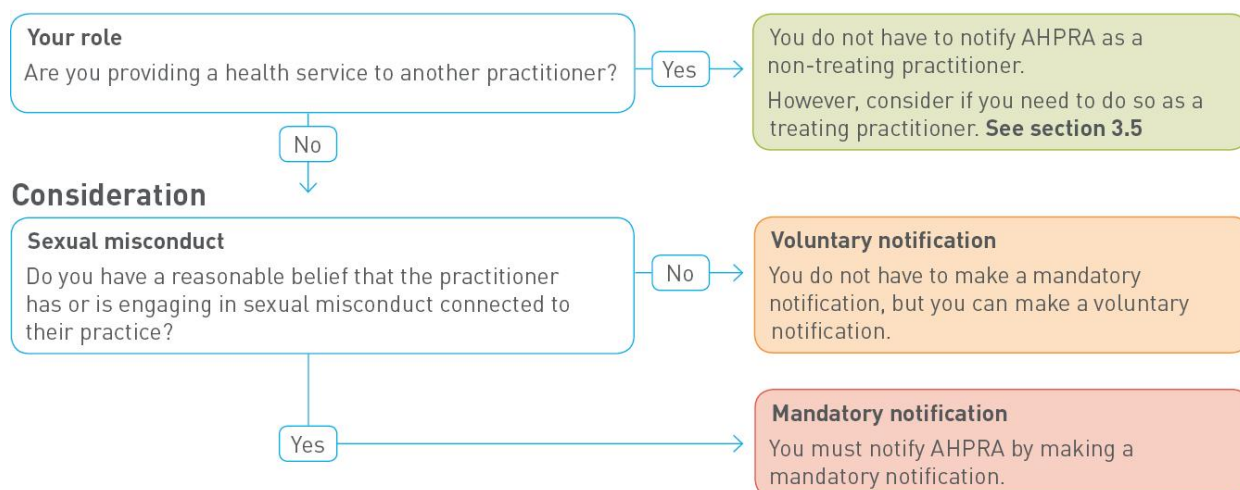 Your role
Are you providing a health service to another practitioner?
Yes
You do not have to notify AHPRA as a
non-treating practitioner.
However, consider if you need to do so as a
treating practitioner. See section 3.5
No
Consideration
Sexual misconduct
Do you have a reasonable belief that the practitioner
has or is engaging in sexual misconduct connected to
their practice?
No
Voluntary notification
You do not have to make a mandatory
notification, but you can make a voluntary
notification.
Yes
Mandatory notification
You must notify AHPRA by making a
mandatory notification.